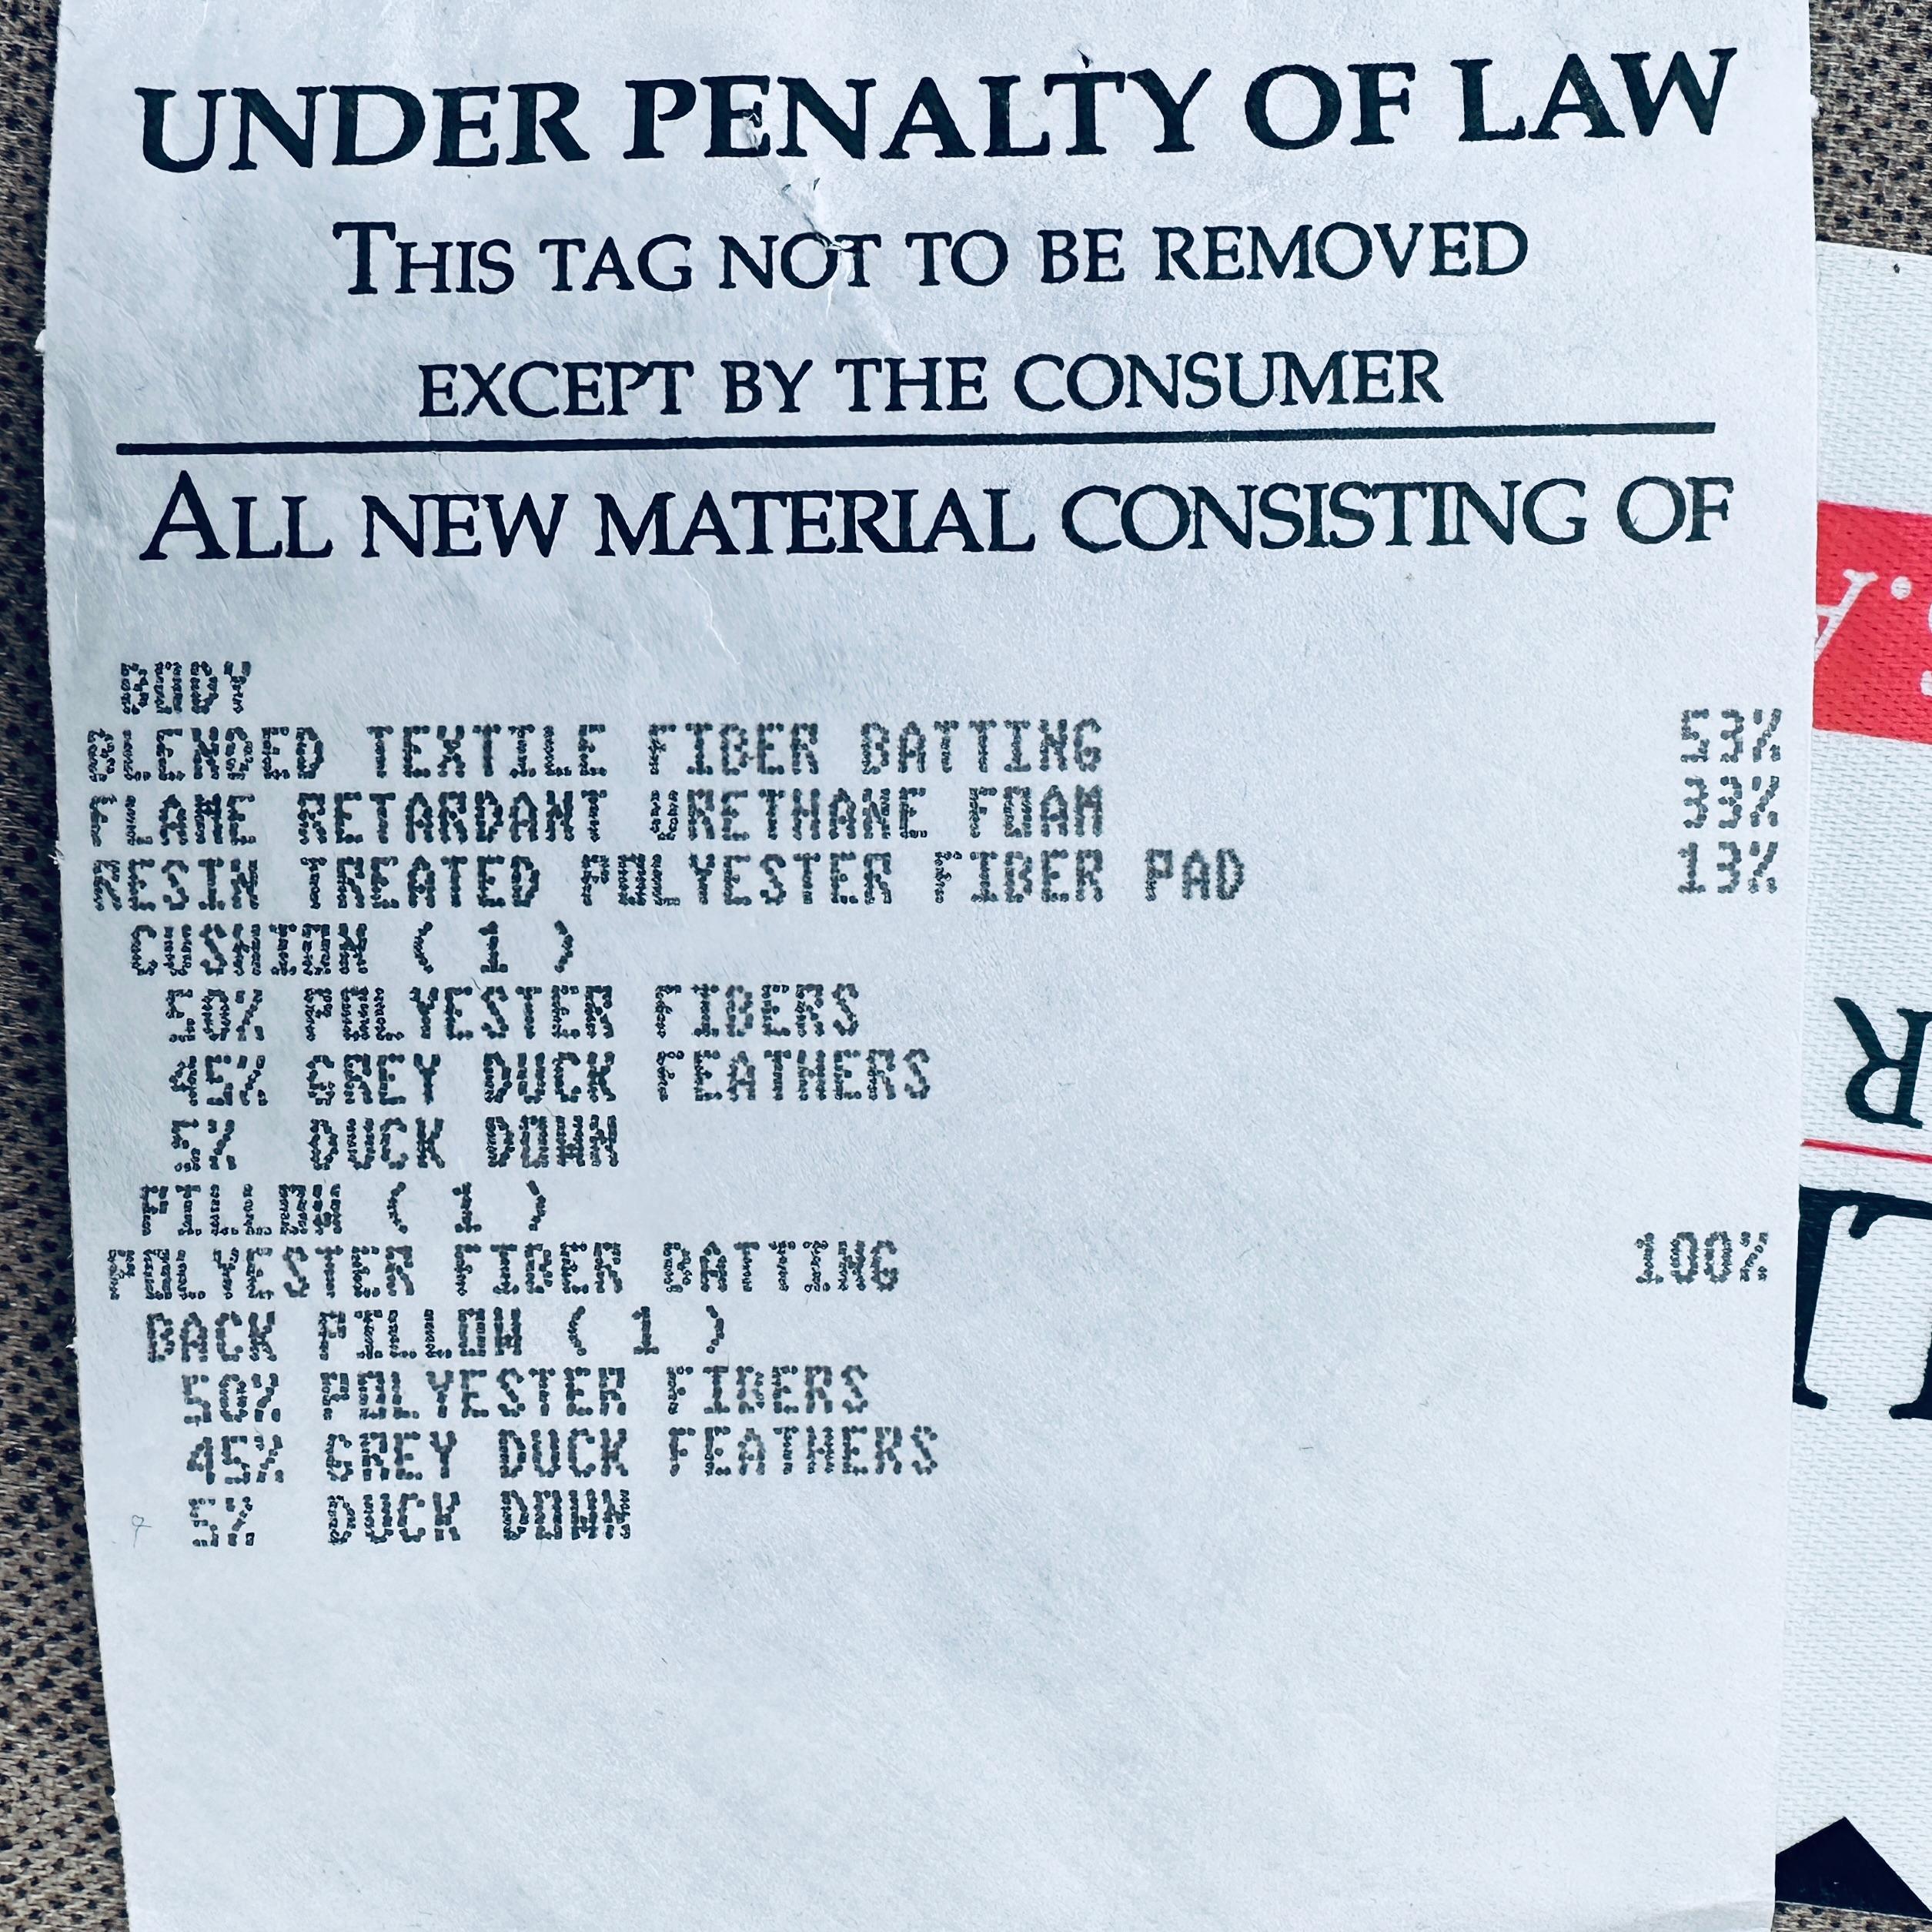 UNDER PENALTY OF LAW
THIS TAG NOT TO BE REMOVED
EXCEPT BY THE CONSUMER
ALL NEW MATERIAL CONSISTING OF
BODY
BLENDED TEXTILE FIBER BATTING 53%
FLAME RETARDANT URETHANE FOAM 33%
RESIN TREATED POLYESTER FIBER PAD 13%
CUSHION ( 1 )
50% POLYESTER FIBERS
45% GREY DUCK FEATHERS
5% DUCK DOWN
PILLOW ( 1 )
POLYESTER FIBER BATTING 100%
BACK PILLOW ( 1 )
50% POLYESTER FIBERS
45% GREY DUCK FEATHERS
5% DUCK DOWN
R